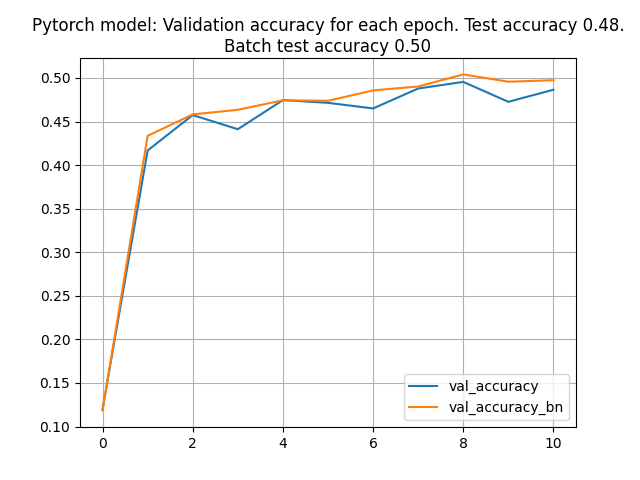 Pytorch model: Validation accuracy for each epoch. Test accuracy 0.48.
Batch test accuracy 0.50
0.50
0.45
0.40
0.35
0.30
0.25
0.20
0.15
0.10
val_accuracy
val_accuracy_bn
0 2 4 6 8 10